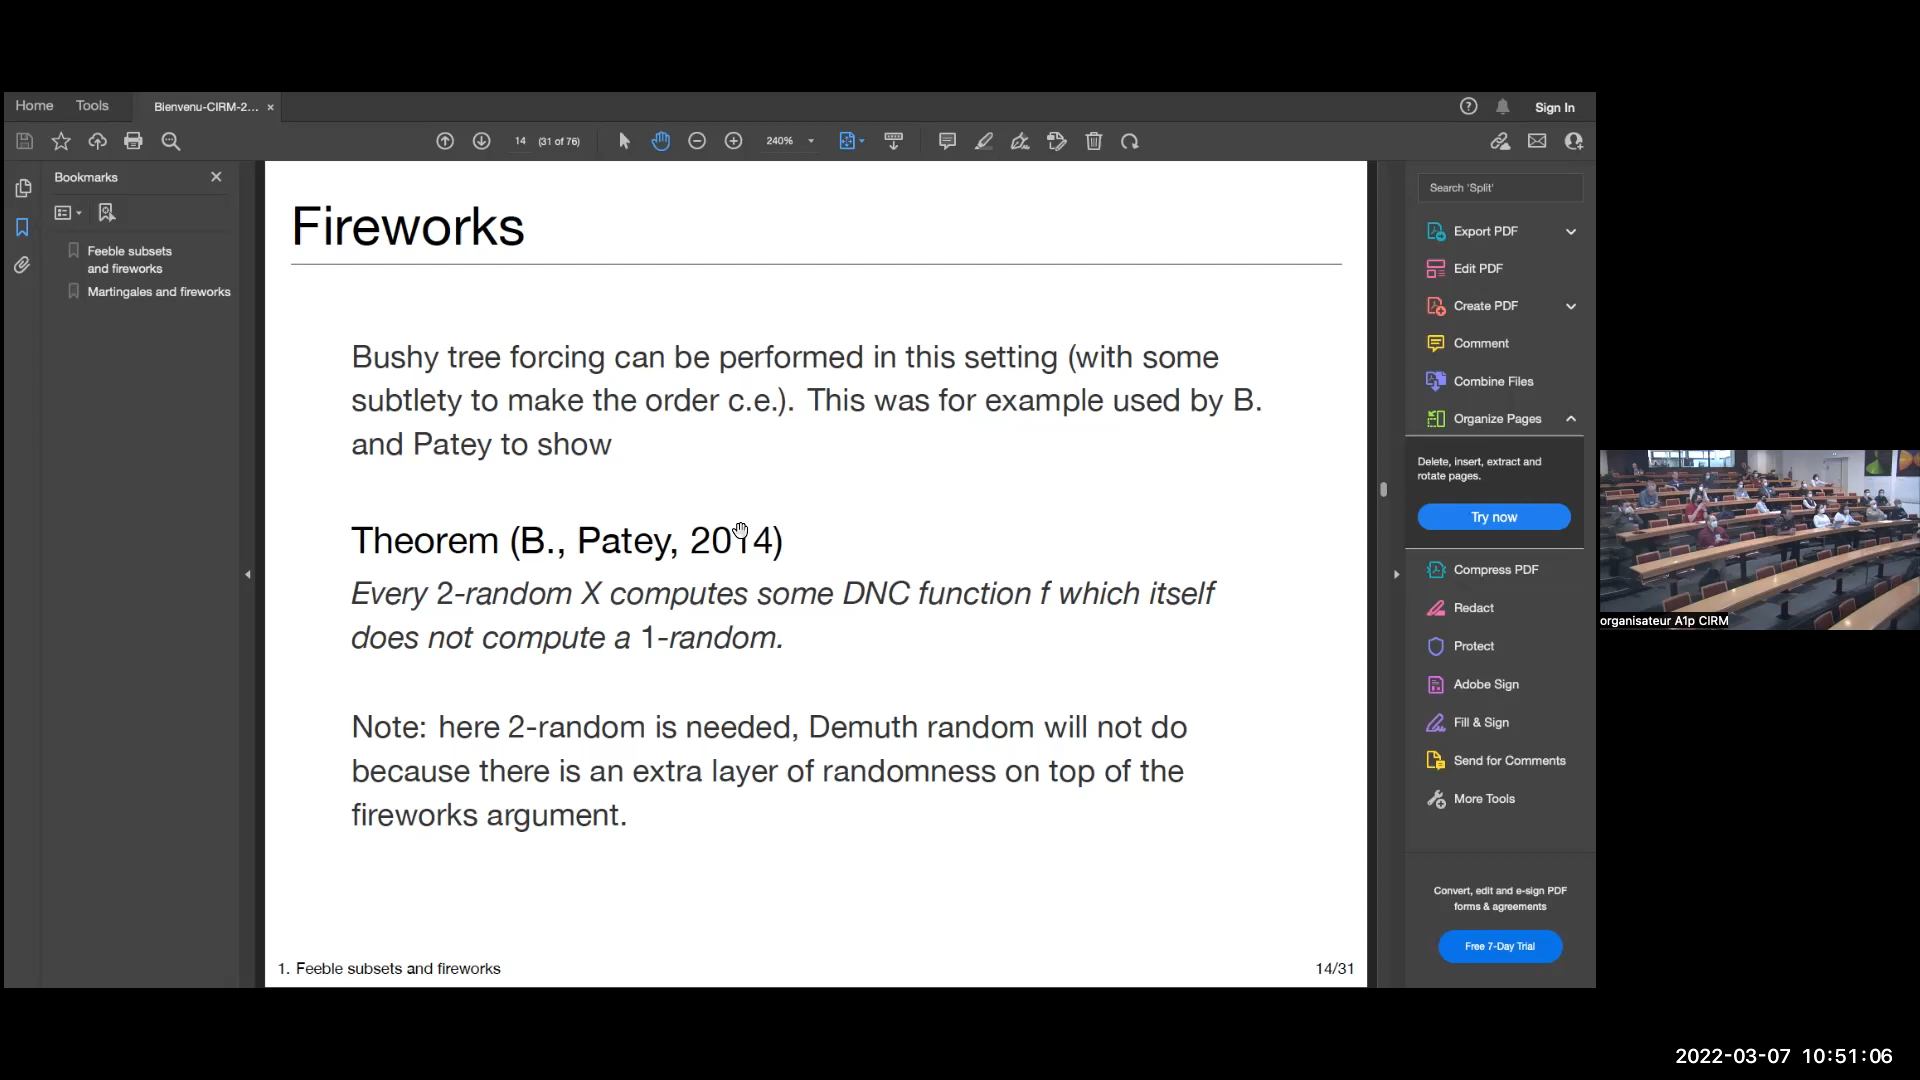 Home
Tools
Bienvenu-CIRM-2... ×
Sign In
14
(31 of 76)
240%
Bookmarks
Feeble subsets
and fireworks
Martingales and fireworks
Fireworks
Bushy tree forcing can be performed in this setting (with some
subtlety to make the order c.e.). This was for example used by B.
and Patey to show
Theorem (B., Patey, 2014)
Every 2-random X computes some DNC function f which itself
does not compute a 1-random.
Note: here 2-random is needed, Demuth random will not do
because there is an extra layer of randomness on top of the
fireworks argument.
1. Feeble subsets and fireworks
14/31
Search 'Split'
Export PDF
Edit PDF
Create PDF
Comment
Combine Files
Organize Pages
Delete, insert, extract and
rotate pages.
Try now
Compress PDF
Redact
Protect
Adobe Sign
Fill & Sign
Send for Comments
More Tools
Convert, edit and e-sign PDF
forms & agreements
Free 7-Day Trial
organisateur A1p CIRM
2022-03-07 10:51:06